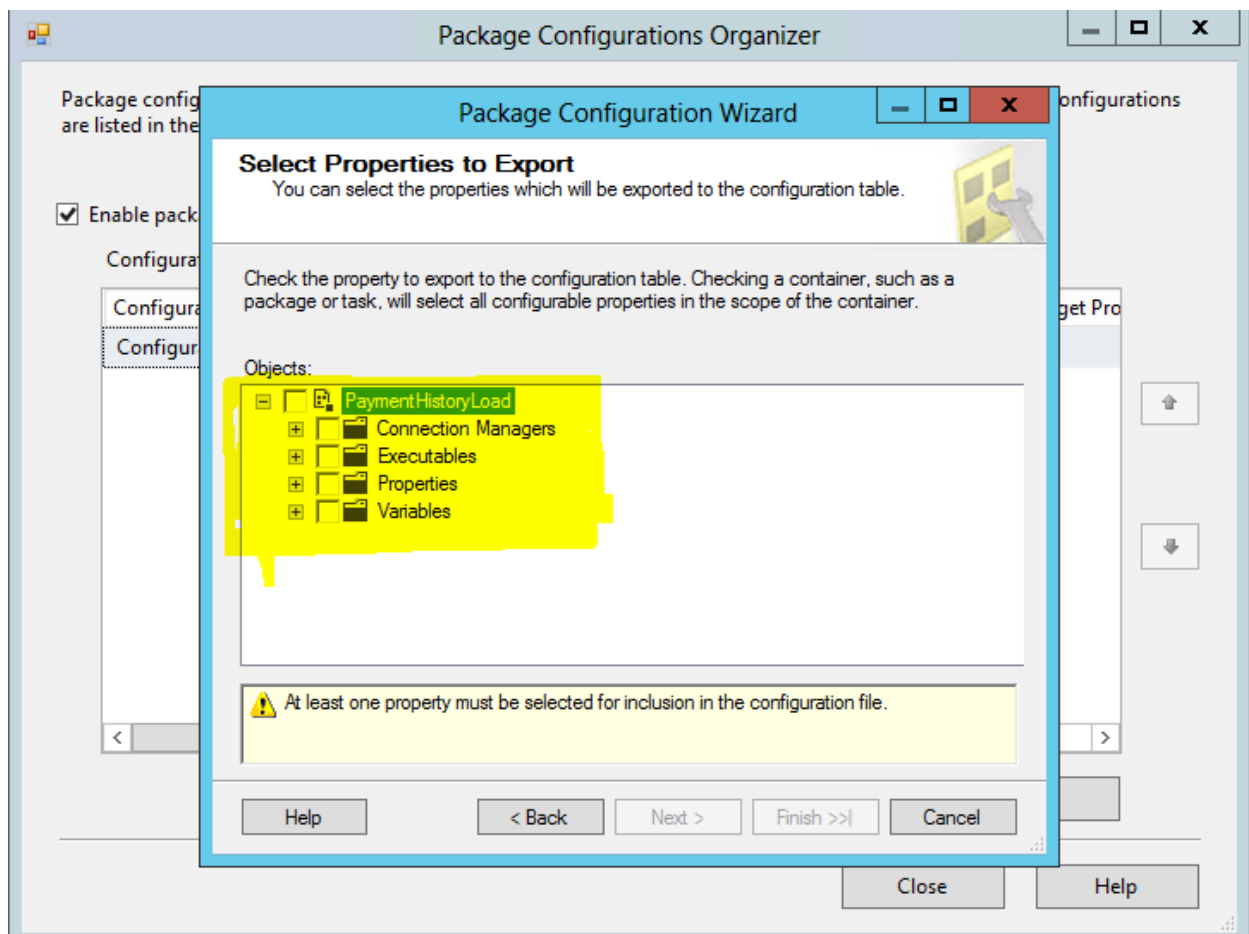 Package Configurations Organizer
Package config
onfigurations
are listed in the
Package Configuration Wizard
Select Properties to Export
You can select the properties which will be exported to the configuration table.
Enable pack
Configurat
Check the property to export to the configuration table. Checking a container, such as a
package or task, will select all configurable properties in the scope of the container.
Configura
get Pro
Configur
Objects:
PaymentHistoryLoad
Connection Managers
Executables
Properties
Variables
At least one property must be selected for inclusion in the configuration file.
Help
< Back
Next >
Finish >>|
Cancel
Close
Help